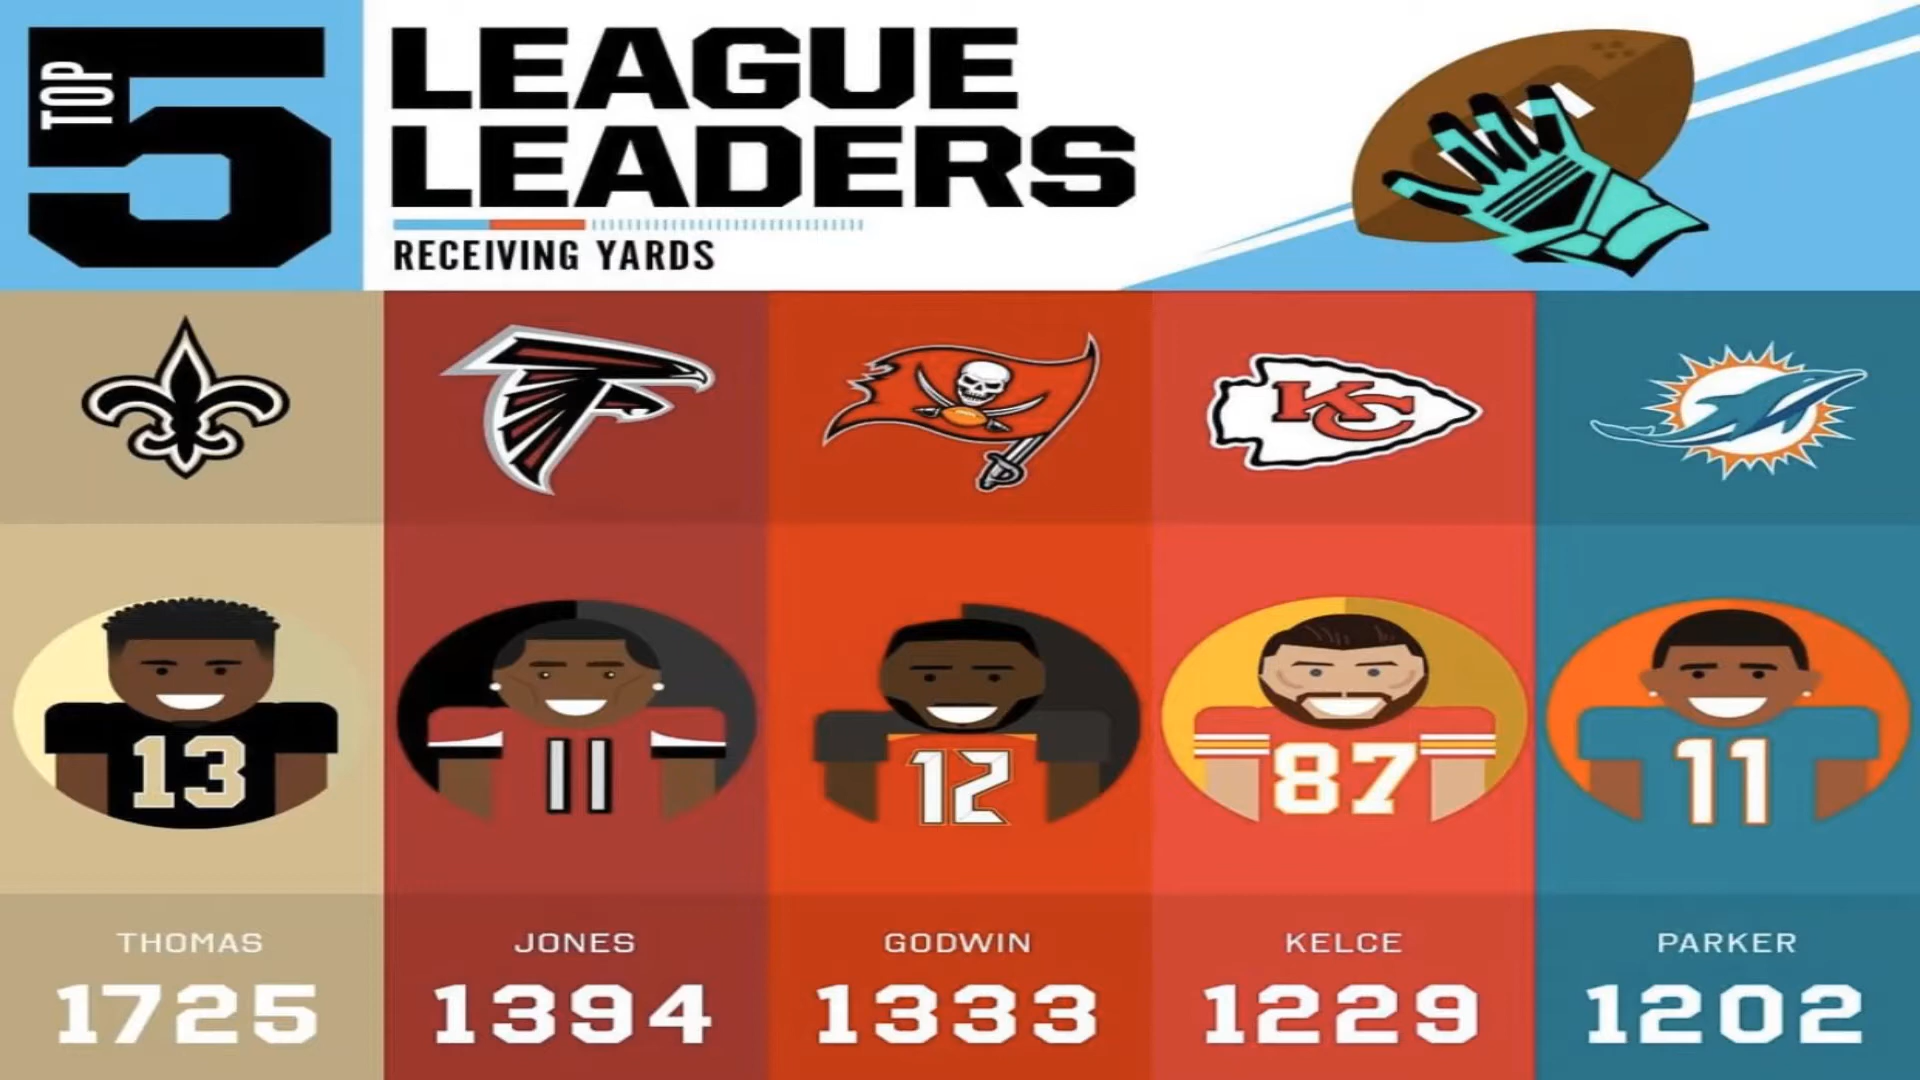 TOP
5
LEAGUE
LEADERS
RECEIVING YARDS
KC
13
11
12
87
11
THOMAS
JONES
GODWIN
KELCE
PARKER
1725
1394
1333
1229
1202